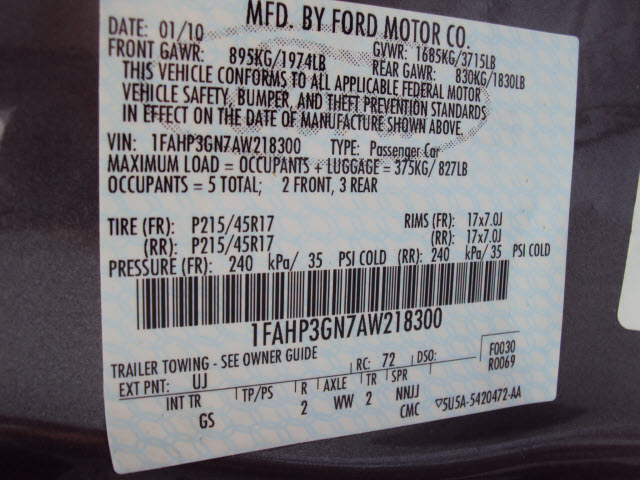 MFD. BY FORD MOTOR CO.
DATE: 01/10 GVWR: 1685KG/3715LB
FRONT GAWR: 895KG/1974LB REAR GAWR: 830KG/1830LB
THIS VEHICLE CONFORMS TO ALL APPLICABLE FEDERAL MOTOR
VEHICLE SAFETY, BUMPER, AND THEFT PREVENTION STANDARDS
IN EFFECT ON THE DATE OF MANUFACTURE SHOWN ABOVE.
VIN: 1FAHP3GN7AW218300 TYPE: Passenger Car
MAXIMUM LOAD = OCCUPANTS + LUGGAGE = 375KG/ 827LB
OCCUPANTS = 5 TOTAL; 2 FRONT, 3 REAR
TIRE (FR): P215/45R17 RIMS (FR): 17x7.0J
(RR): P215/45R17 (RR): 17x7.0J
PRESSURE (FR): 240 kPa/ 35 PSI COLD (RR): 240 kPa/ 35 PSI COLD
1FAHP3GN7AW218300
TRAILER TOWING - SEE OWNER GUIDE F0030
EXT PNT: UJ RC: 72 DSO: R0069
INT TR TP/PS R AXLE TR SPR
GS 2 WW 2 NNJJ
CMC ▽5U5A-5420472-AA